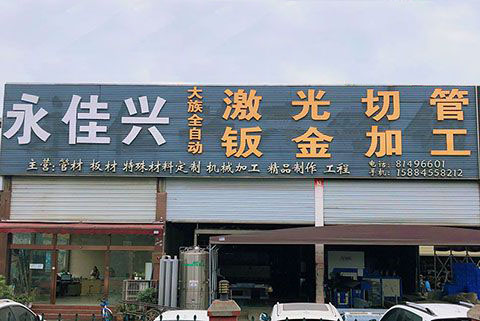 永佳兴
大族全自动
激光切管
钣金加工
主营:管材 板材 特殊材料定制 机械加工 精品制作 工程
电话:81496601
手机:15884558212